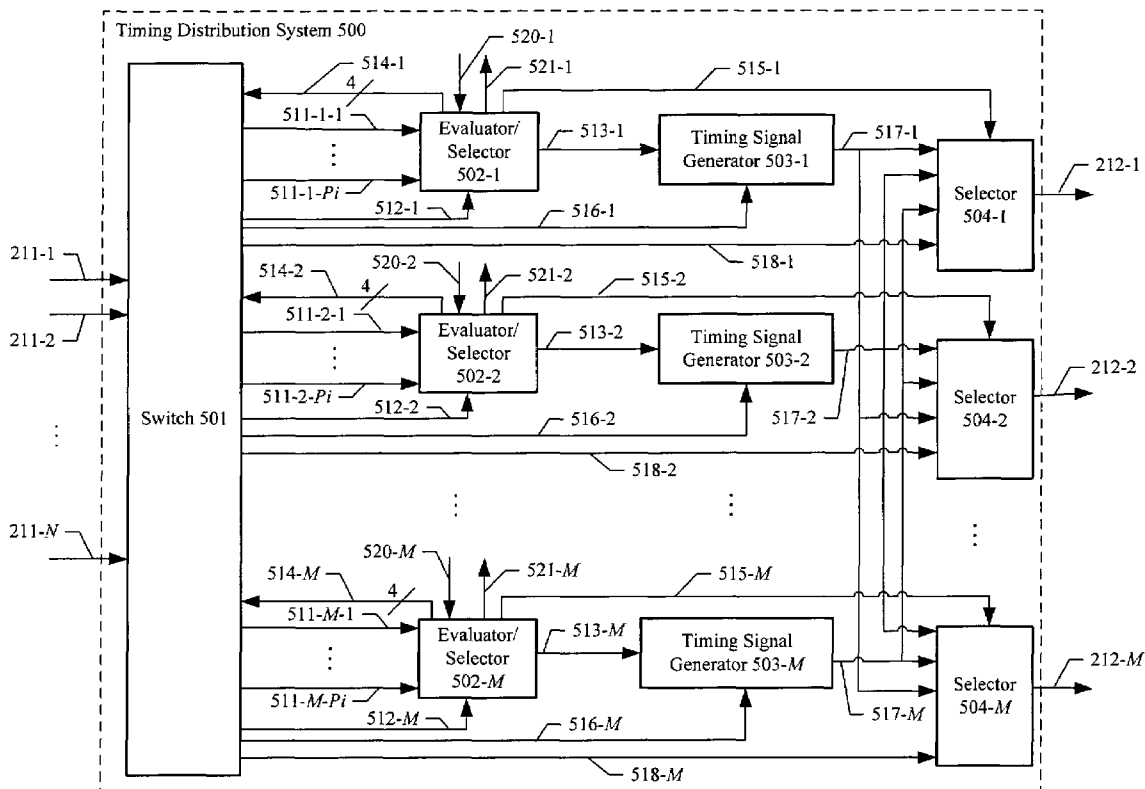 Timing Distribution System 500
520-1
514-1
4
521-1
515-1
511-1-1
Evaluator/
Selector
502-1
513-1
Timing Signal
Generator 503-1
517-1
⋮
511-1-Pi
512-1
516-1
Selector
504-1
212-1
518-1
211-1
211-2
520-2
514-2
4
521-2
515-2
511-2-1
Evaluator/
Selector
502-2
513-2
Timing Signal
Generator 503-2
⋮
511-2-Pi
512-2
516-2
517-2
Selector
504-2
212-2
518-2
Switch 501
⋮
⋮
⋮
⋮
211-N
520-M
514-M
4
521-M
515-M
511-M-1
Evaluator/
Selector
502-M
513-M
Timing Signal
Generator 503-M
⋮
511-M-Pi
512-M
516-M
517-M
Selector
504-M
212-M
518-M